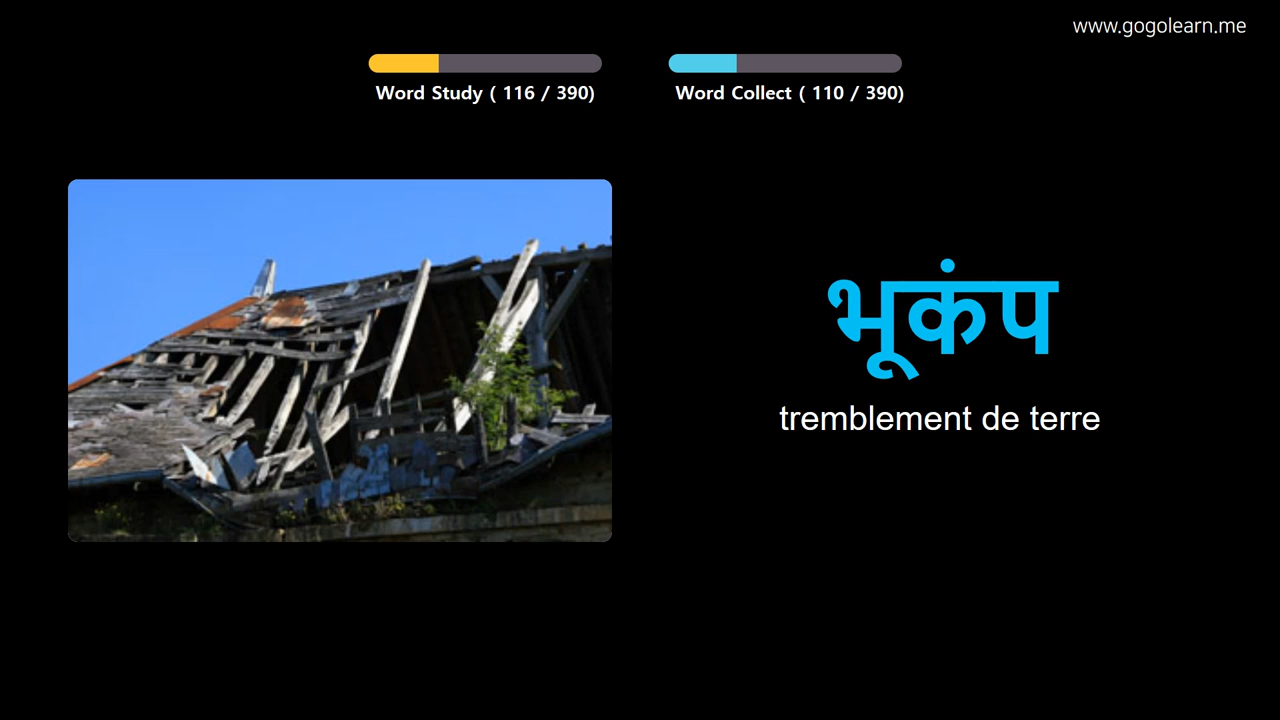 www.gogolearn.me
Word Study ( 116 / 390)
Word Collect ( 110 / 390)
भूकंप
tremblement de terre